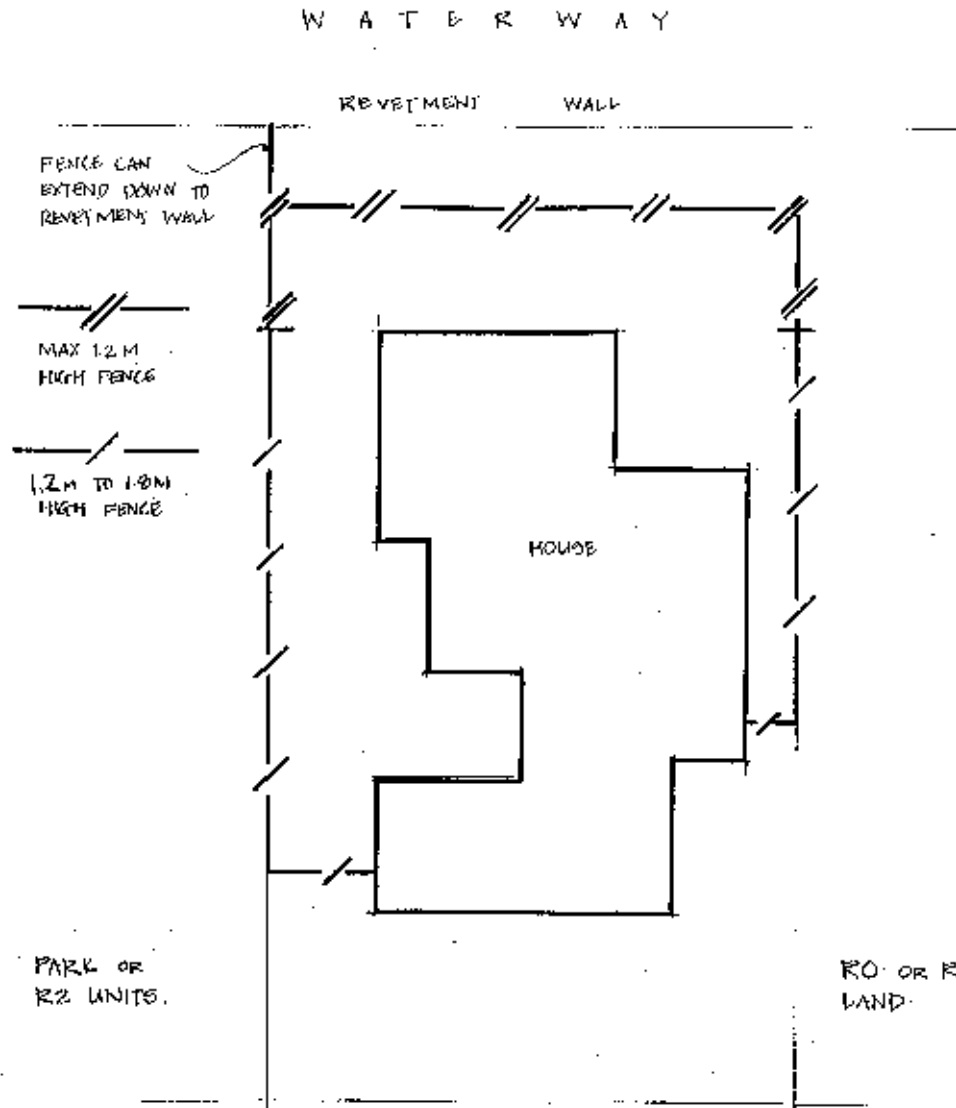 WATERWAY
REVETMENT WALL
FENCE CAN
EXTEND DOWN TO
REVETMENT WALL
MAX 1.2 M
HIGH FENCE
1.2M TO 1.8M
HIGH FENCE
HOUSE
PARK OR
R2 UNITS.
RO OR R
LAND.